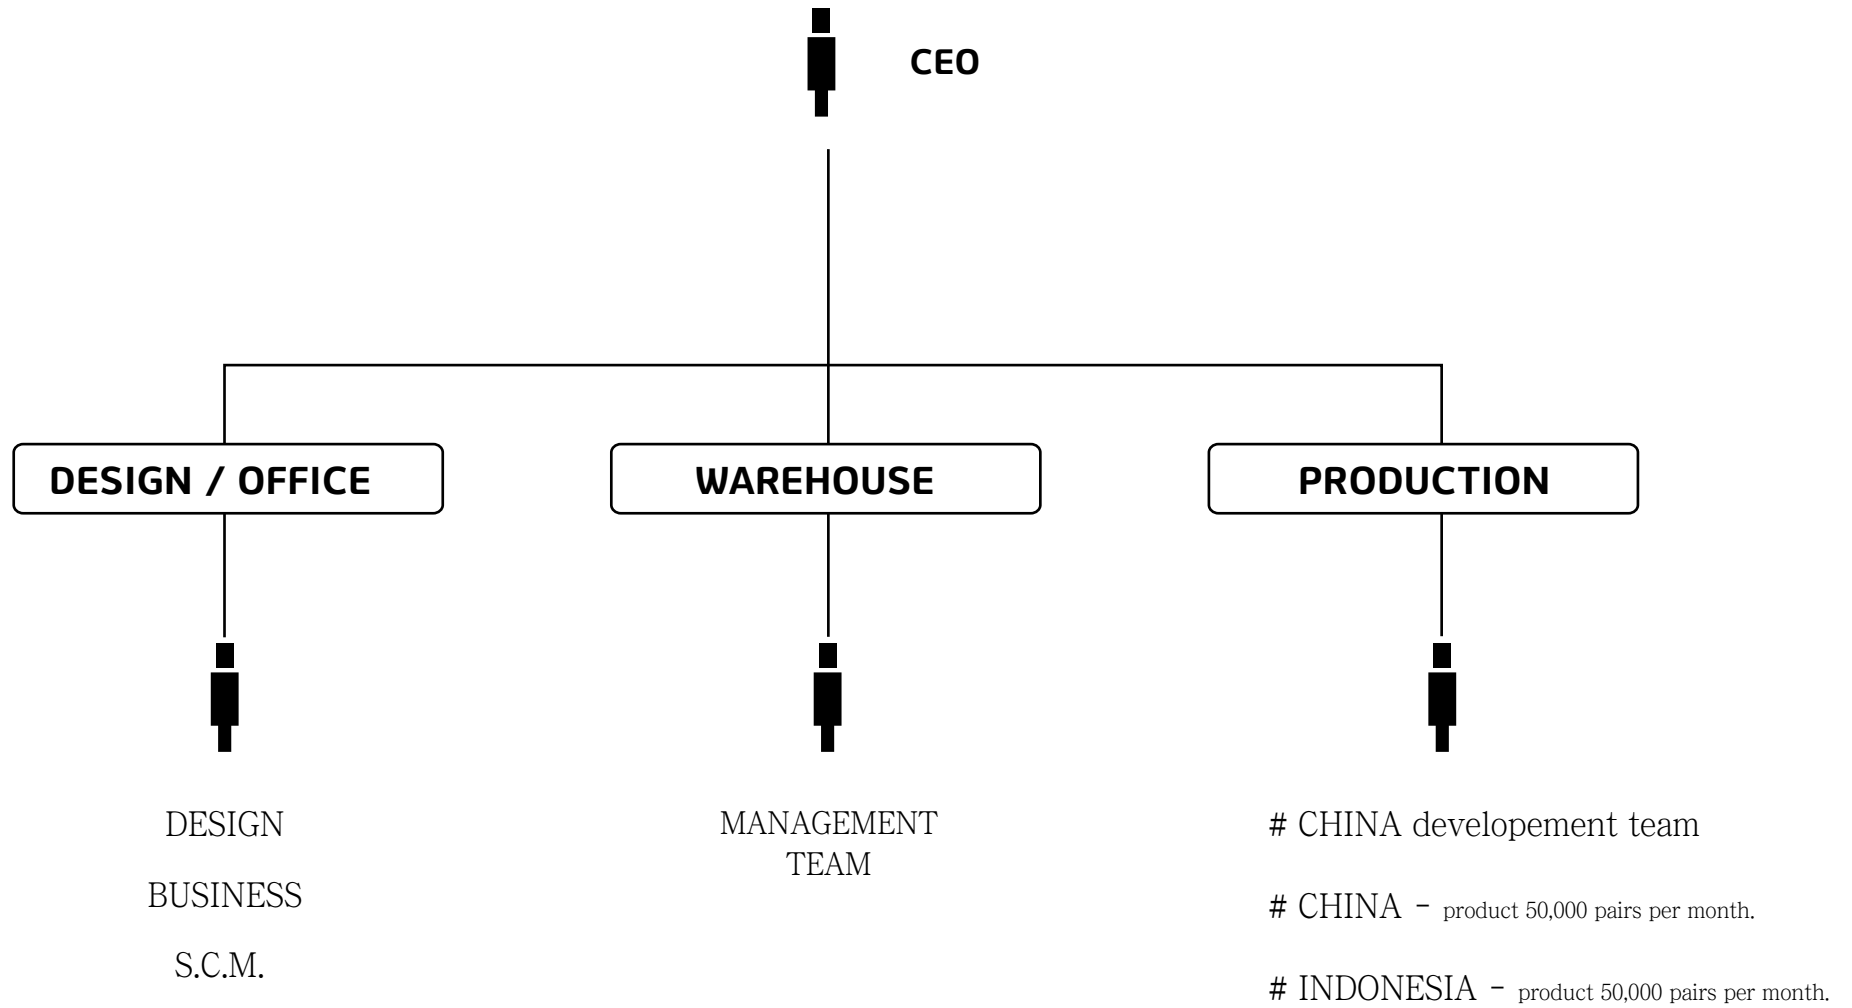 CEO
DESIGN / OFFICE
WAREHOUSE
PRODUCTION
DESIGN
BUSINESS
S.C.M.
MANAGEMENT
TEAM
# CHINA developement team
# CHINA - product 50,000 pairs per month.
# INDONESIA - product 50,000 pairs per month.